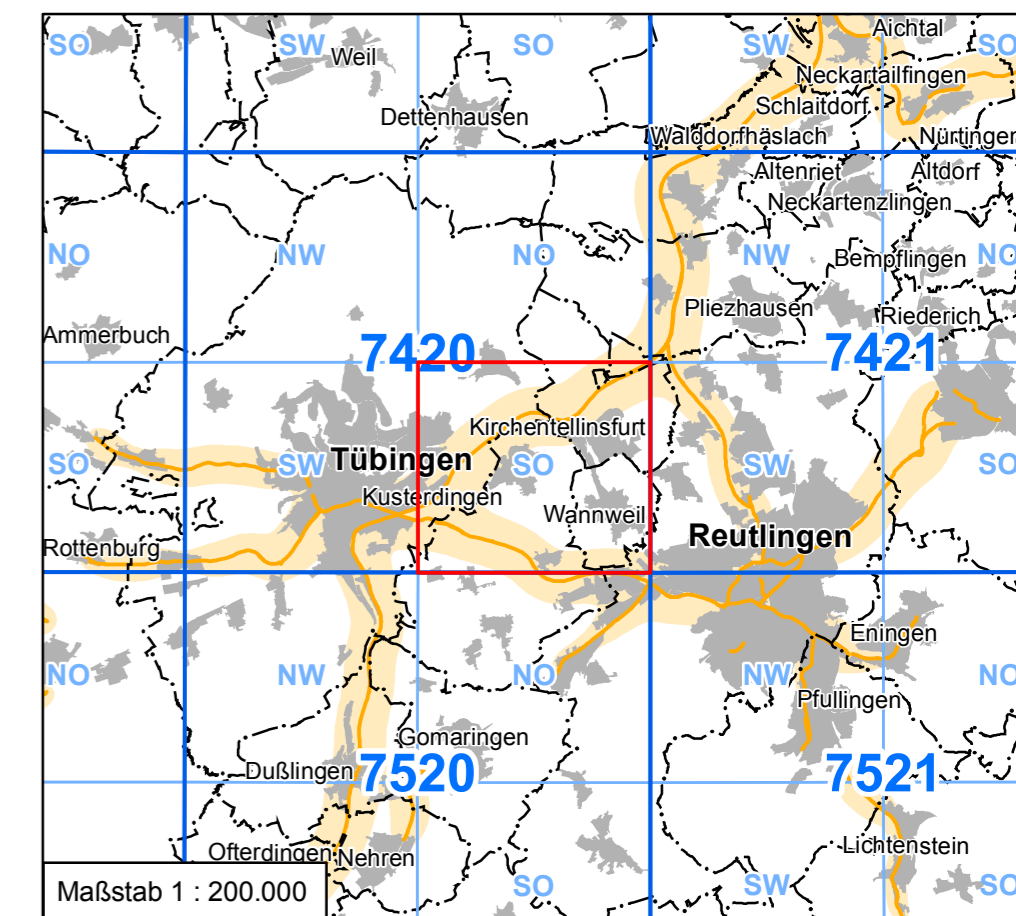 Aichtal
SO
SW
SO
SW
SO
Weil
Neckartailfingen
Schlaitdorf
Dettenhausen
Walddorfhäslach
Nürtingen
Altenriet
Altdorf
Neckartenzlingen
NO
NW
NO
NW
Bempflingen
NO
Pliezhausen
Riederich
Ammerbuch
7420
7421
Kirchentellinsfurt
Tübingen
SO
SW
SO
SW
SO
Kusterdingen
Wannweil
Reutlingen
Rottenburg
Eningen
NO
NW
NO
NW
NO
Pfullingen
Gomaringen
Dußlingen
7520
7521
Lichtenstein
Ofterdingen
Nehren
SO
SW
SO
Maßstab 1 : 200.000